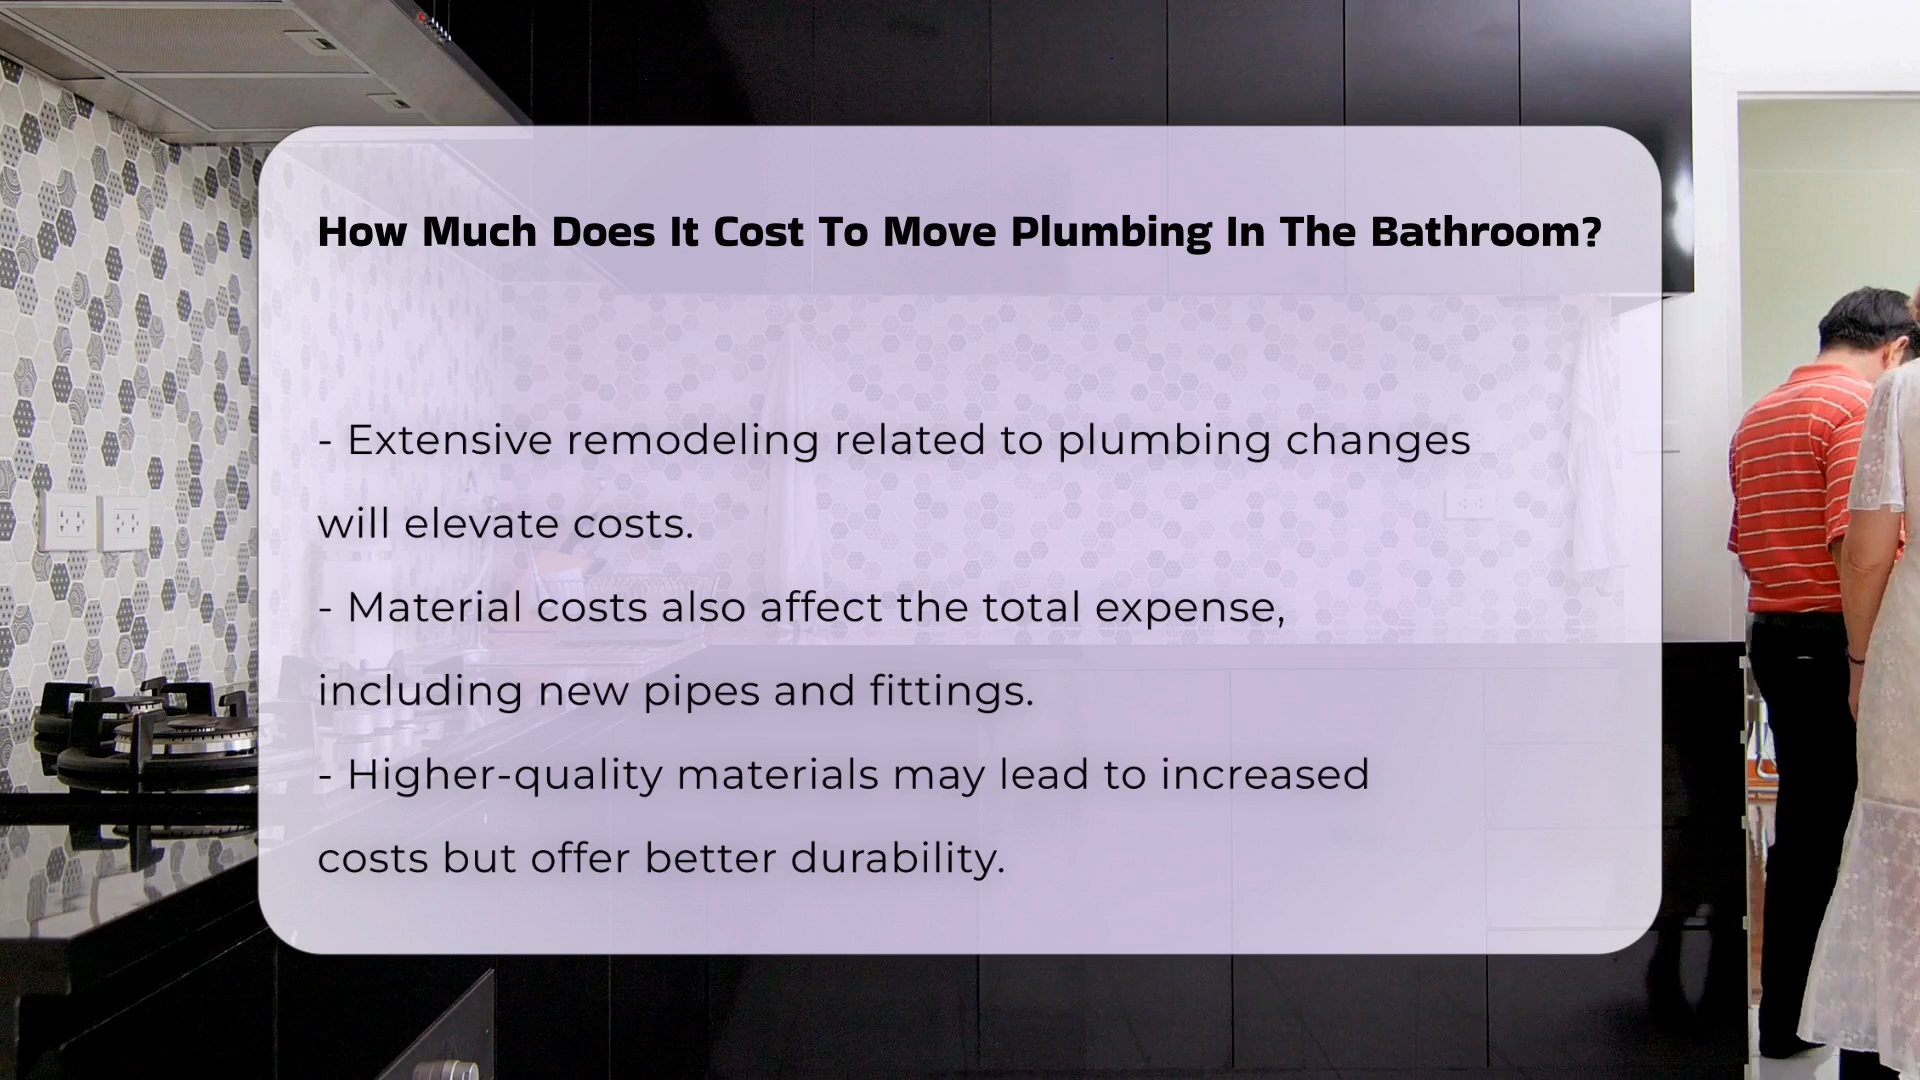 How Much Does It Cost To Move Plumbing In The Bathroom?
- Extensive remodeling related to plumbing changes
will elevate costs.
- Material costs also affect the total expense,
including new pipes and fittings.
- Higher-quality materials may lead to increased
costs but offer better durability.